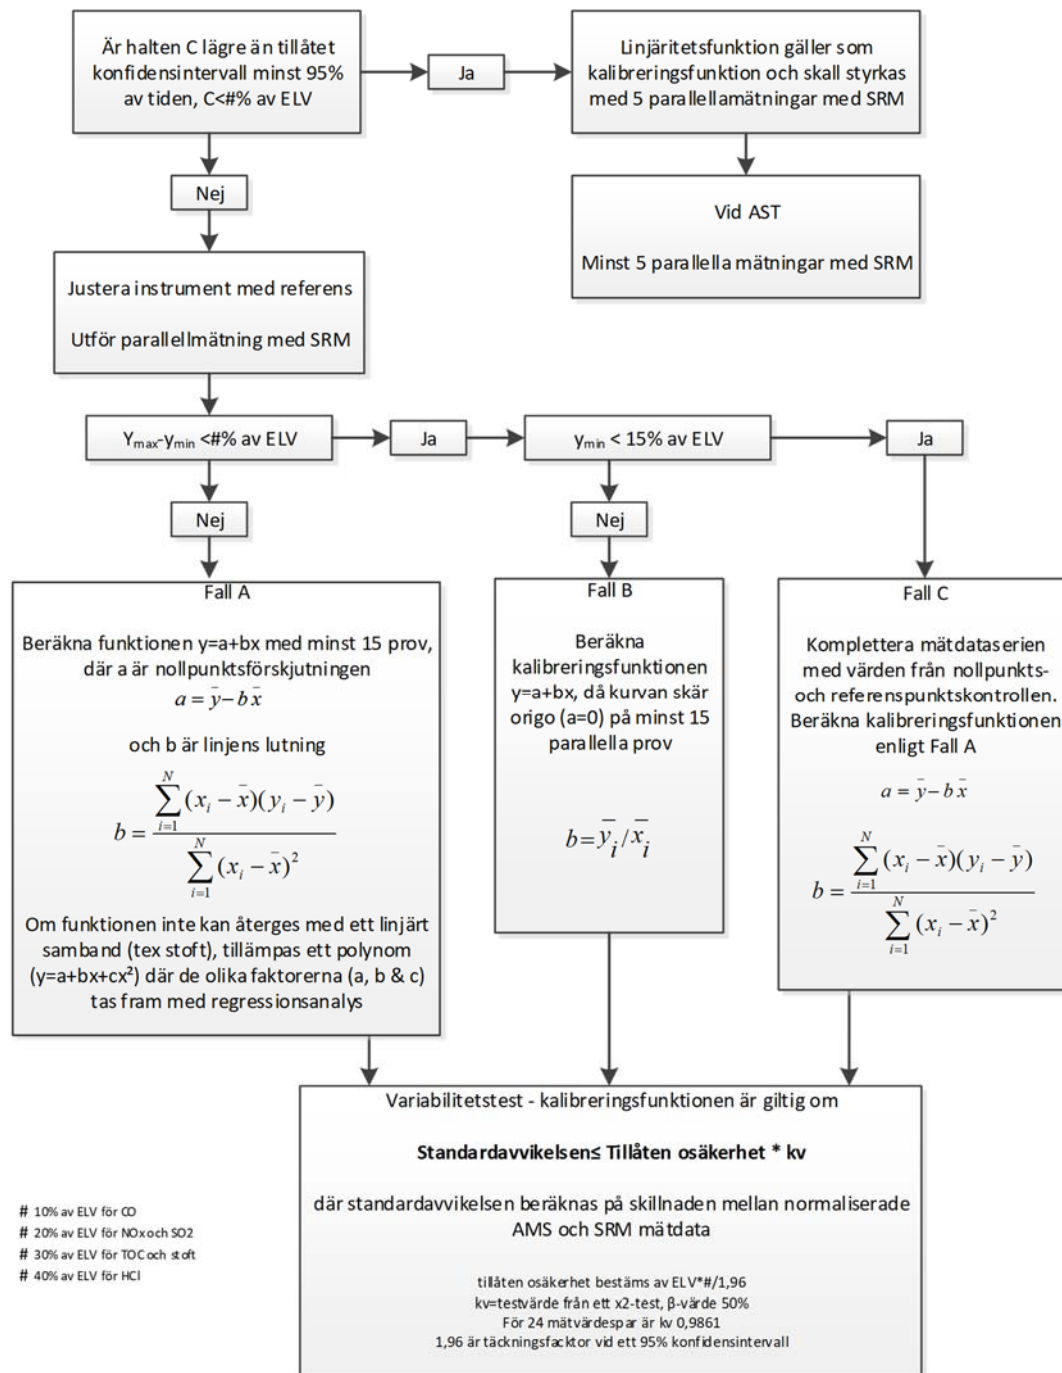 Är halten C lägre än tillåtet
konfidensintervall minst 95%
av tiden, C<#% av ELV
Ja
Linjäritetsfunktion gäller som
kalibreringsfunktion och skall styrkas
med 5 parallellamätningar med SRM
Nej
Vid AST
Minst 5 parallella mätningar med SRM
Justera instrument med referens
Utför parallellmätning med SRM
Yₘₐₓ-yₘᵢₙ <#% av ELV
Ja
yₘᵢₙ < 15% av ELV
Ja
Nej
Nej
Fall A
Beräkna funktionen y=a+bx med minst 15 prov,
där a är nollpunktsförskjutningen
a = ȳ − b x̄
och b är linjens lutning
b = ∑ᵢ₌₁ᴺ (xᵢ − x̄)(yᵢ − ȳ) / ∑ᵢ₌₁ᴺ (xᵢ − x̄)²
Om funktionen inte kan återges med ett linjärt
samband (tex stoft), tillämpas ett polynom
(y=a+bx+cx²) där de olika faktorerna (a, b & c)
tas fram med regressionsanalys
Fall B
Beräkna
kalibreringsfunktionen
y=a+bx, då kurvan skär
origo (a=0) på minst 15
parallella prov
b = ȳᵢ / x̄ᵢ
Fall C
Komplettera mätdataserien
med värden från nollpunkts-
och referenspunktskontrollen.
Beräkna kalibreringsfunktionen
enligt Fall A
a = ȳ − b x̄
b = ∑ᵢ₌₁ᴺ (xᵢ − x̄)(yᵢ − ȳ) / ∑ᵢ₌₁ᴺ (xᵢ − x̄)²
Variabilitetstest - kalibreringsfunktionen är giltig om
Standardavvikelsen≤ Tillåten osäkerhet * kv
där standardavvikelsen beräknas på skillnaden mellan normaliserade
AMS och SRM mätdata
tillåten osäkerhet bestäms av ELV*#/1,96
kv=testvärde från ett x2-test, β-värde 50%
För 24 mätvärdespar är kv 0,9861
1,96 är täckningsfacktor vid ett 95% konfidensintervall
# 10% av ELV för CO
# 20% av ELV för NOx och SO2
# 30% av ELV för TOC och stoft
# 40% av ELV för HCl